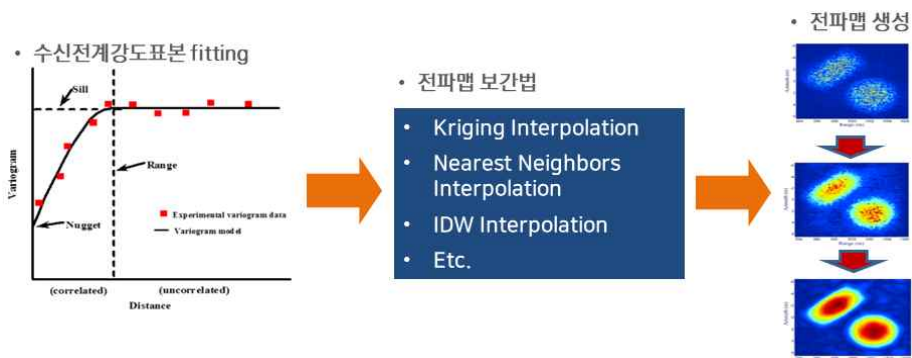 • 수신전계강도표본 fitting
Sill
Variogram
Range
Experimental variogram data
Variogram model
Nugget
(correlated)
(uncorrelated)
Distance
• 전파맵 보간법
• Kriging Interpolation
• Nearest Neighbors
Interpolation
• IDW Interpolation
• Etc.
• 전파맵 생성